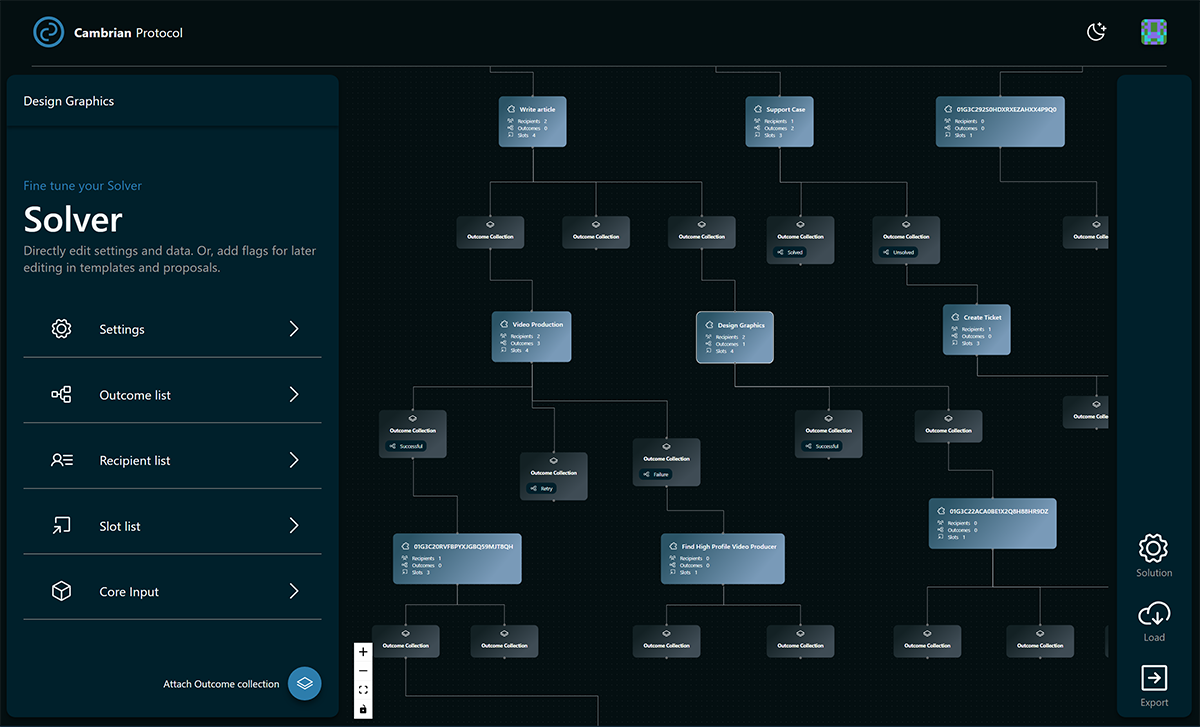 Cambrian Protocol
Design Graphics
Fine tune your Solver
Solver
Directly edit settings and data. Or, add flags for later
editing in templates and proposals.
Settings
Outcome list
Recipient list
Slot list
Core Input
Attach Outcome collection
Write article
Recipients 2
Outcomes 0
Slots 4
Support Case
Recipients 1
Outcomes 2
Slots 3
01G3C292S0HDXRXEZAHXX4P9Q0
Recipients 0
Outcomes 0
Slots 1
Outcome Collection
Outcome Collection
Outcome Collection
Outcome Collection
Solved
Outcome Collection
Unsolved
Outcome Colle
Video Production
Recipients 2
Outcomes 3
Slots 4
Design Graphics
Recipients 2
Outcomes 1
Slots 4
Create Ticket
Recipients 1
Outcomes 0
Slots 3
Outcome Collection
Successful
Outcome Collection
Retry
Outcome Collection
Failure
Outcome Collection
Successful
Outcome Collection
Outcome Colle
01G3C20RVFBPYXJGBQ59MJT8QH
Recipients 1
Outcomes 0
Slots 3
Find High Profile Video Producer
Recipients 0
Outcomes 0
Slots 1
01G3C22ACA0BE1X2Q8H88HR9DZ
Recipients 0
Outcomes 0
Slots 1
Outcome Collection
Outcome Collection
Outcome Collection
Outcome Collection
Outcome Collection
Outcome Collection
Solution
Load
Export